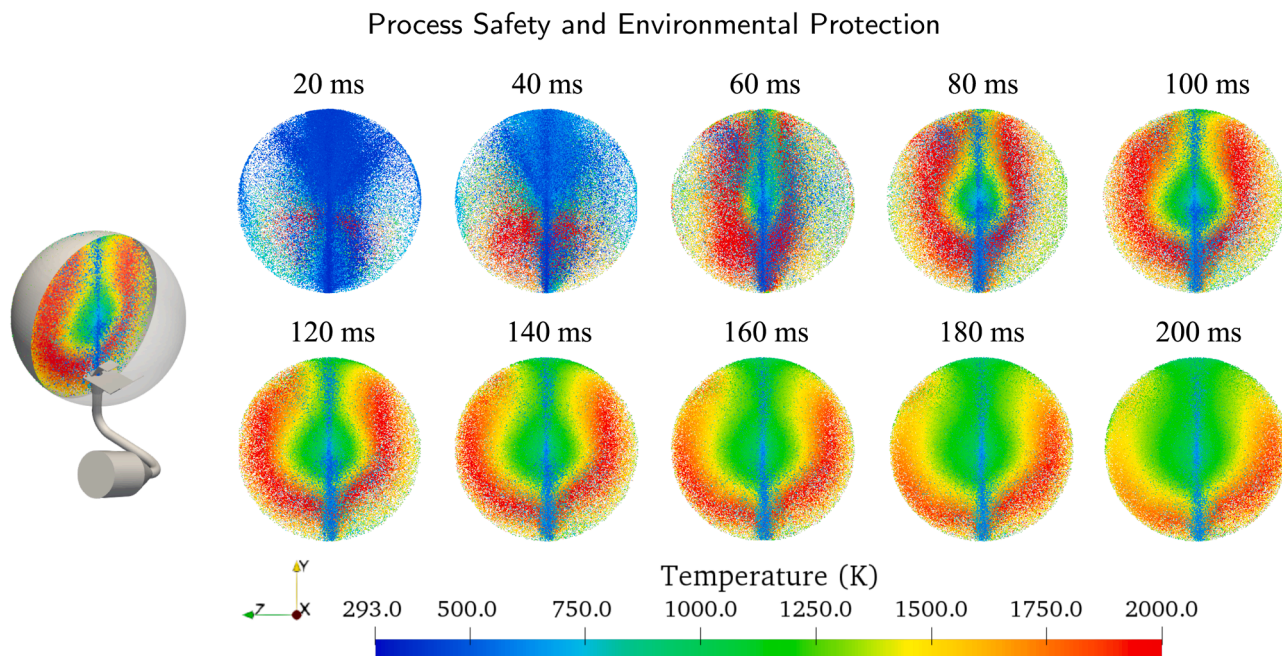 Process Safety and Environmental Protection
20 ms 40 ms 60 ms 80 ms 100 ms
120 ms 140 ms 160 ms 180 ms 200 ms
Y
Z X
Temperature (K)
293.0 500.0 750.0 1000.0 1250.0 1500.0 1750.0 2000.0